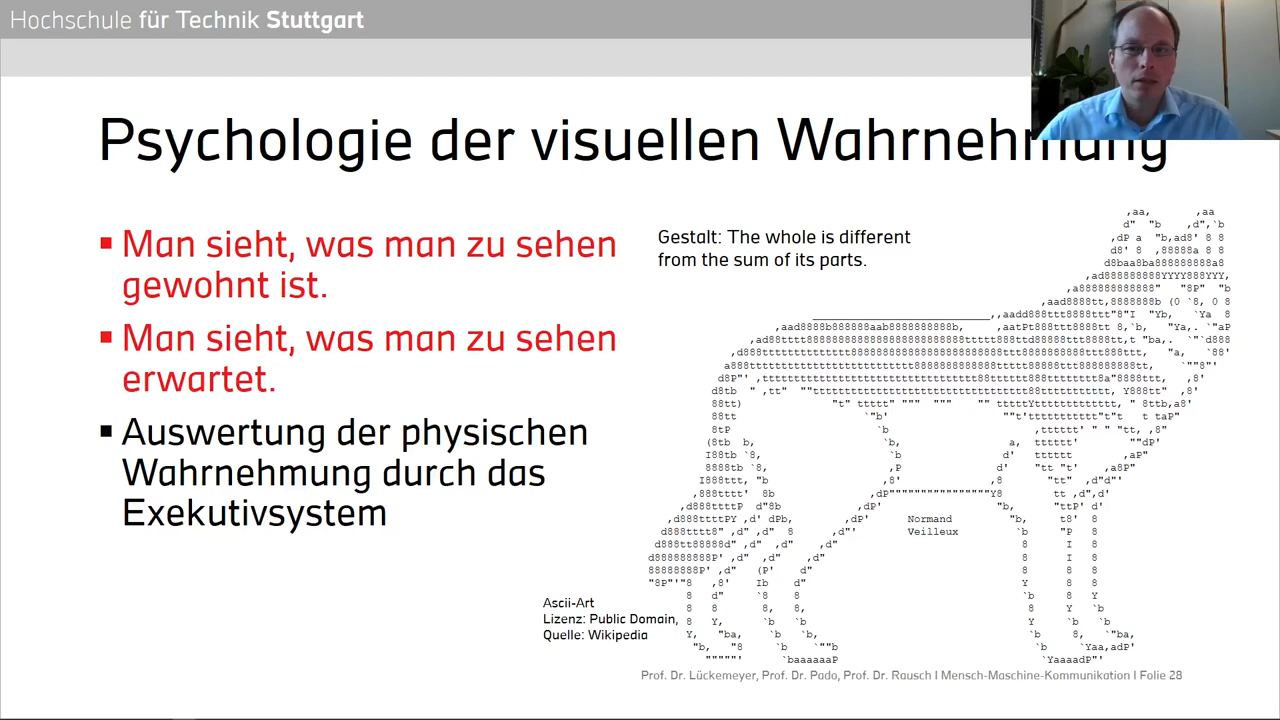 Hochschule für Technik Stuttgart
Psychologie der visuellen Wahrnehmung
Man sieht, was man zu sehen
gewohnt ist.
Man sieht, was man zu sehen
erwartet.
Auswertung der physischen
Wahrnehmung durch das
Exekutivsystem
Gestalt: The whole is different
from the sum of its parts.
Normand
Veilleux
Ascii-Art
Lizenz: Public Domain,
Quelle: Wikipedia
Prof. Dr. Lückemeyer, Prof. Dr. Pado, Prof. Dr. Rausch I Mensch-Maschine-Kommunikation I Folie 28